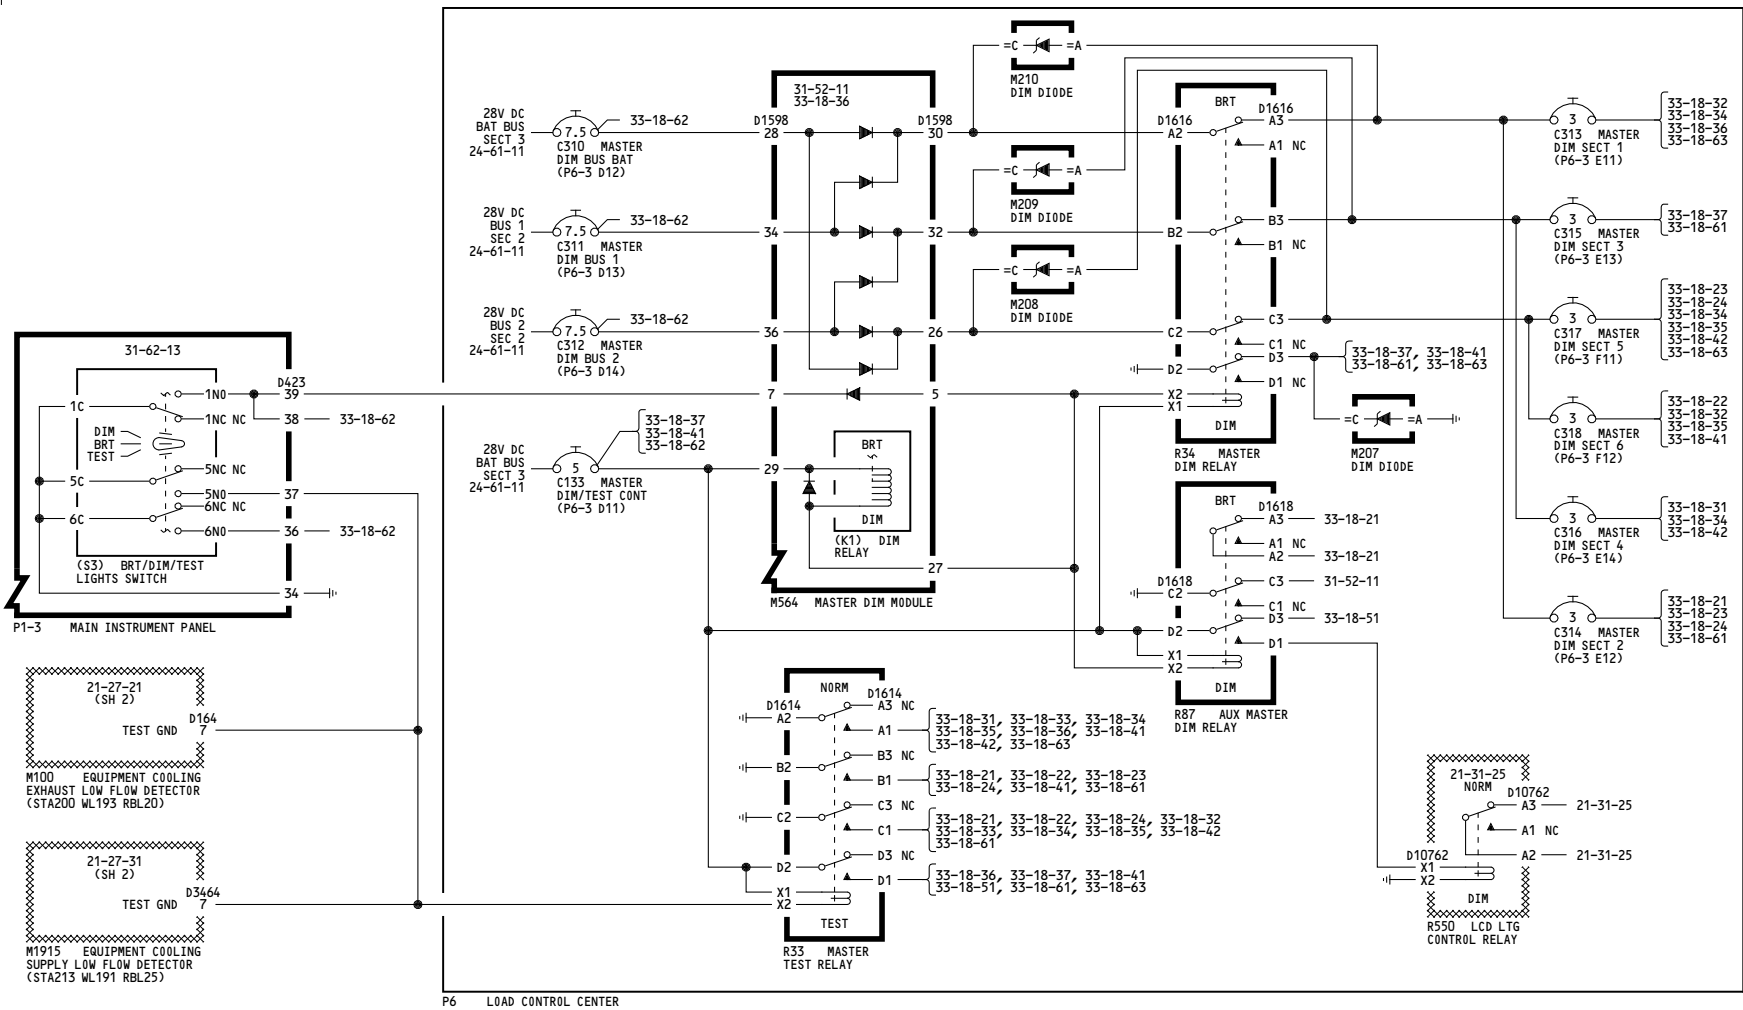 31-62-13
1C
1NO
D423
39
1NC NC
38
33-18-62
DIM
BRT
TEST
5C
5NC NC
5NO
37
6NC NC
6C
6NO
36
33-18-62
(S3) BRT/DIM/TEST
LIGHTS SWITCH
34
P1-3 MAIN INSTRUMENT PANEL
21-27-21
(SH 2)
TEST GND
D164
7
M100 EQUIPMENT COOLING
EXHAUST LOW FLOW DETECTOR
(STA200 WL193 RBL20)
21-27-31
(SH 2)
TEST GND
D3464
7
M1915 EQUIPMENT COOLING
SUPPLY LOW FLOW DETECTOR
(STA213 WL191 RBL25)
28V DC
BAT BUS
SECT 3
24-61-11
7.5
33-18-62
C310 MASTER
DIM BUS BAT
(P6-3 D12)
28V DC
BUS 1
SEC 2
24-61-11
7.5
33-18-62
C311 MASTER
DIM BUS 1
(P6-3 D13)
28V DC
BUS 2
SEC 2
24-61-11
7.5
33-18-62
C312 MASTER
DIM BUS 2
(P6-3 D14)
33-18-37
33-18-41
33-18-62
28V DC
BAT BUS
SECT 3
24-61-11
5
C133 MASTER
DIM/TEST CONT
(P6-3 D11)
31-52-11
33-18-36
D1598
28
D1598
30
34
32
36
26
7
5
29
BRT
DIM
(K1) DIM
RELAY
27
M564 MASTER DIM MODULE
=C
=A
M210
DIM DIODE
=C
=A
M209
DIM DIODE
=C
=A
M208
DIM DIODE
BRT
D1616
A2
D1616
A3
A1 NC
B3
B2
B1 NC
C3
C2
C1 NC
D3
D2
D1 NC
X2
X1
DIM
R34 MASTER
DIM RELAY
33-18-37, 33-18-41
33-18-61, 33-18-63
=C
=A
M207
DIM DIODE
BRT
D1618
A3
33-18-21
A1 NC
A2
33-18-21
D1618
C2
C3
31-52-11
C1 NC
D3
33-18-51
D2
D1
X1
X2
DIM
R87 AUX MASTER
DIM RELAY
NORM
D1614
A2
D1614
A3 NC
A1
33-18-31, 33-18-33, 33-18-34
33-18-35, 33-18-36, 33-18-41
33-18-42, 33-18-63
B3 NC
B2
B1
33-18-21, 33-18-22, 33-18-23
33-18-24, 33-18-41, 33-18-61
C3 NC
C2
C1
33-18-21, 33-18-22, 33-18-24, 33-18-32
33-18-33, 33-18-34, 33-18-35, 33-18-42
33-18-61
D3 NC
D2
D1
33-18-36, 33-18-37, 33-18-41
33-18-51, 33-18-61, 33-18-63
X1
X2
TEST
R33 MASTER
TEST RELAY
3
C313 MASTER
DIM SECT 1
(P6-3 E11)
33-18-32
33-18-34
33-18-36
33-18-63
3
C315 MASTER
DIM SECT 3
(P6-3 E13)
33-18-37
33-18-61
3
C317 MASTER
DIM SECT 5
(P6-3 F11)
33-18-23
33-18-24
33-18-34
33-18-35
33-18-42
33-18-63
3
C318 MASTER
DIM SECT 6
(P6-3 F12)
33-18-22
33-18-32
33-18-35
33-18-41
3
C316 MASTER
DIM SECT 4
(P6-3 E14)
33-18-31
33-18-34
33-18-42
3
C314 MASTER
DIM SECT 2
(P6-3 E12)
33-18-21
33-18-23
33-18-24
33-18-61
21-31-25
NORM
D10762
A3
21-31-25
A1 NC
A2
21-31-25
D10762
X1
X2
DIM
R550 LCD LTG
CONTROL RELAY
P6 LOAD CONTROL CENTER